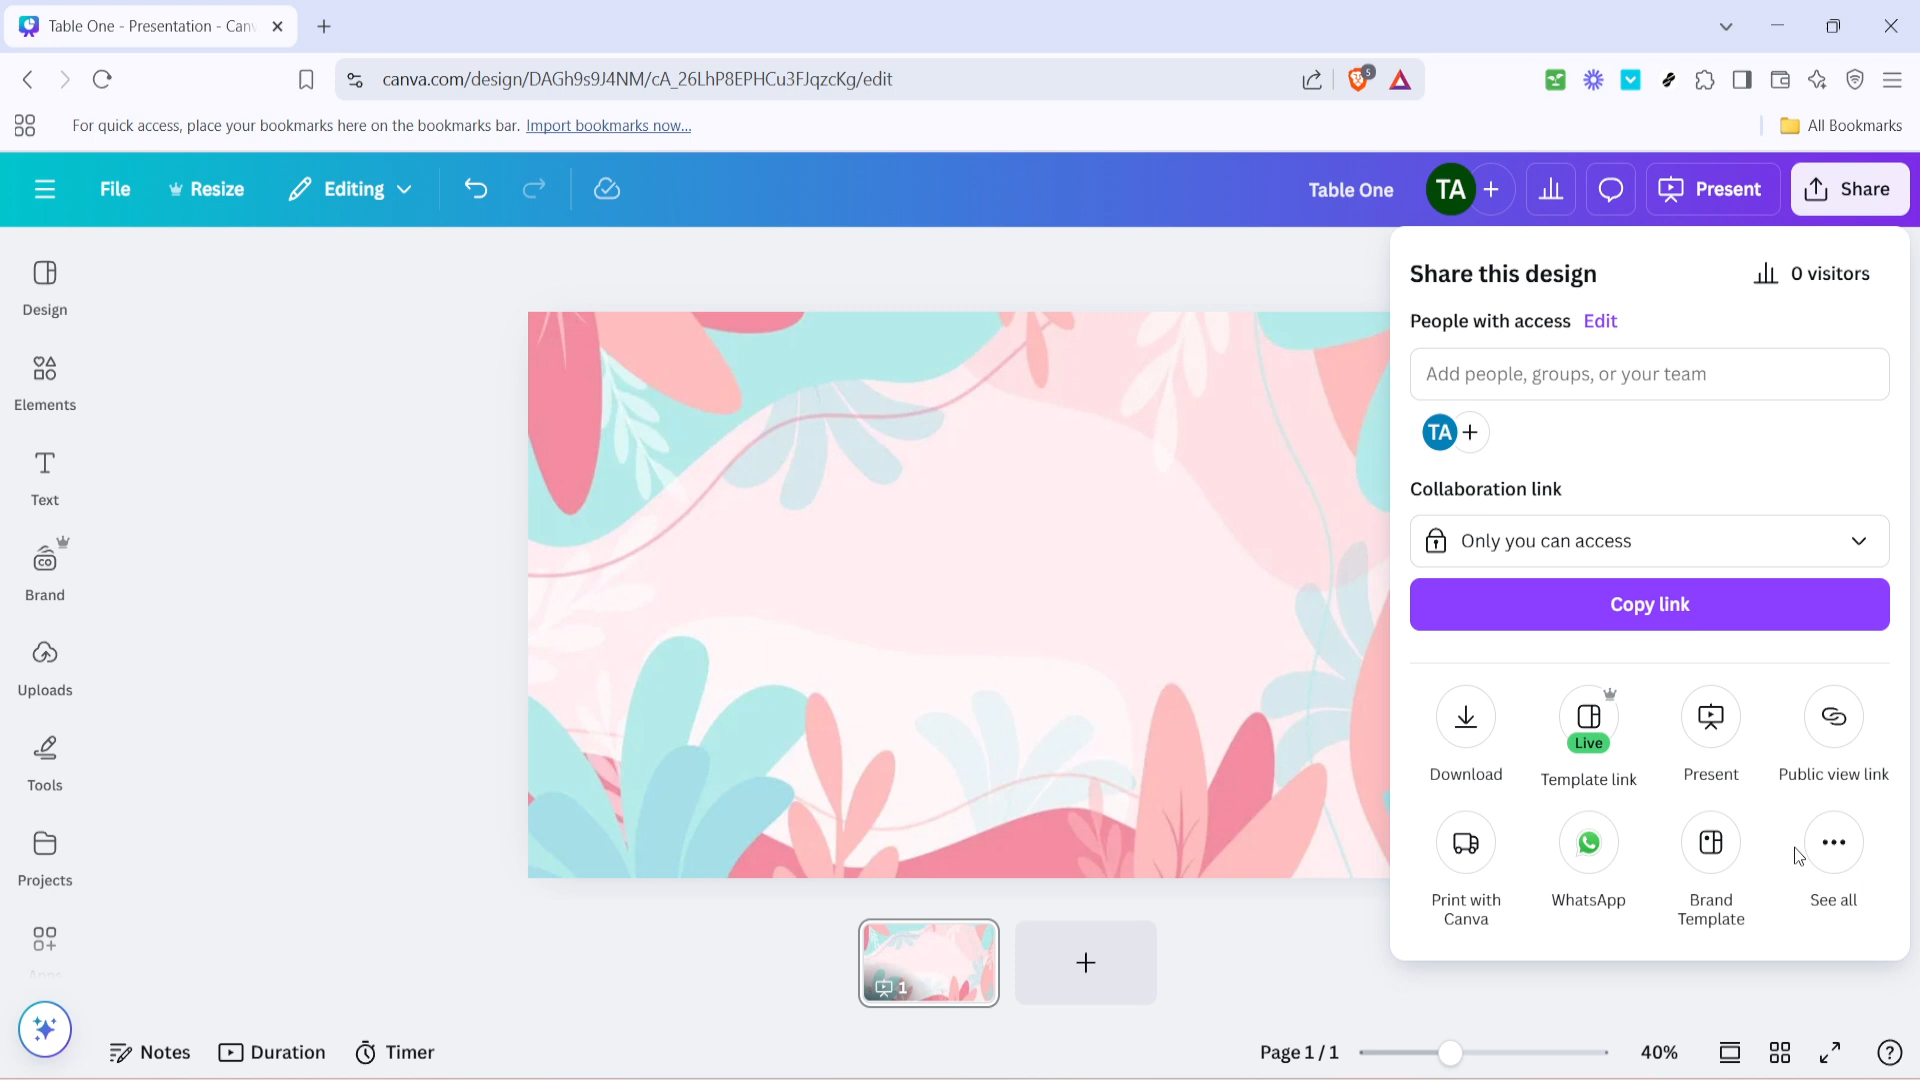 Table One - Presentation - Can
canva.com/design/DAGh9s9J4NM/cA_26LhP8EPHCu3FJqzcKg/edit
5
For quick access, place your bookmarks here on the bookmarks bar. Import bookmarks now...
All Bookmarks
File
Resize
Editing
Table One
TA
Present
Share
Design
Elements
Text
CO
Brand
Uploads
Tools
Projects
Apps
Share this design
0 visitors
People with access Edit
Add people, groups, or your team
TA
Collaboration link
Only you can access
Copy link
Download
Live
Template link
Present
Public view link
Print with
Canva
WhatsApp
Brand
Template
See all
1
Notes
Duration
Timer
Page 1 / 1
40%